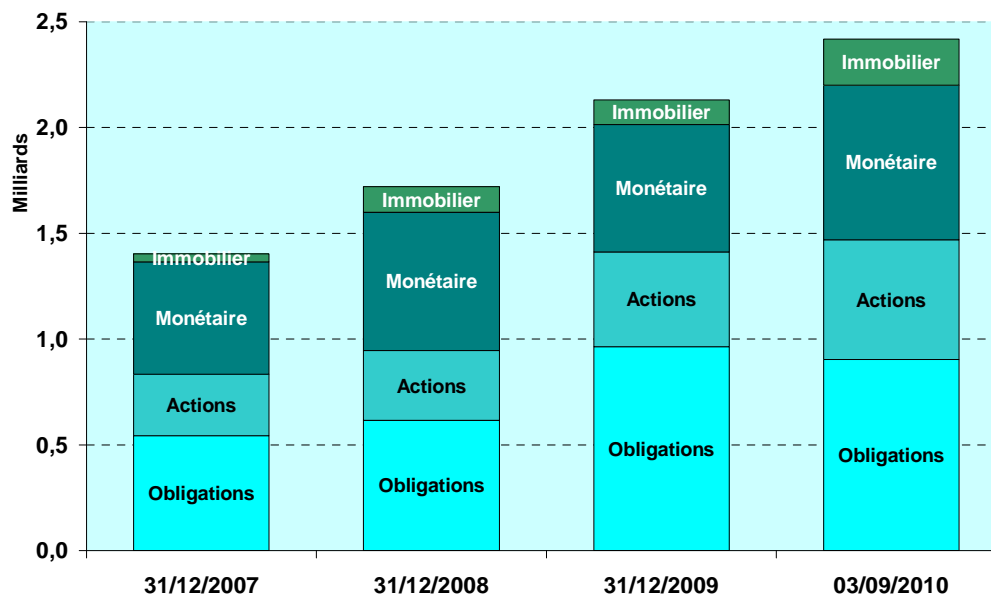 2,5
2,0
1,5
1,0
0,5
0,0
Milliards
Immobilier
Monétaire
Actions
Obligations
Immobilier
Monétaire
Actions
Obligations
Immobilier
Monétaire
Actions
Obligations
Immobilier
Monétaire
Actions
Obligations
31/12/2007 31/12/2008 31/12/2009 03/09/2010